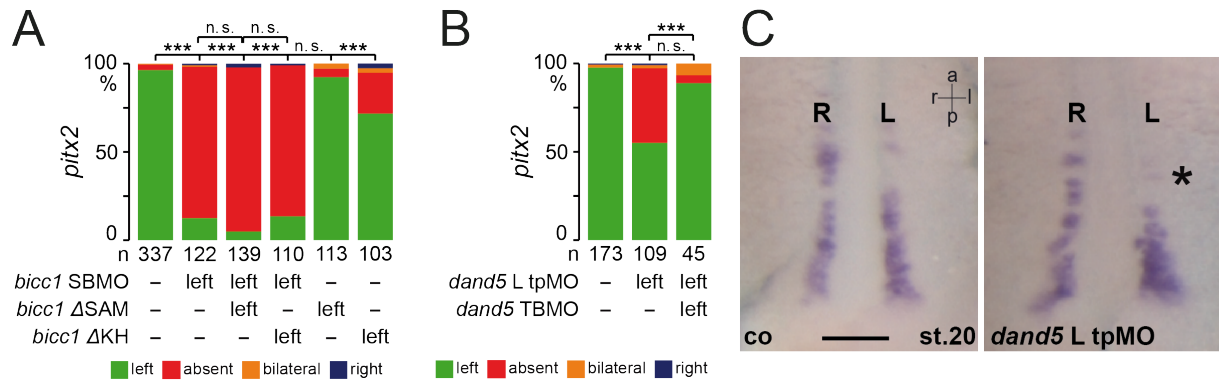 A
n. s. n. s.
*** *** *** n. s. ***
100
%
50
0
pitx2
n 337 122 139 110 113 103
bicc1 SBMO – left left left – –
bicc1 ΔSAM – – left – left –
bicc1 ΔKH – – – left – left
left absent bilateral right
B
***
*** n. s.
100
%
50
0
pitx2
n 173 109 45
dand5 L tpMO – left left
dand5 TBMO – – left
left absent bilateral right
C
a
r l
p
R L
co st.20
R L
*
dand5 L tpMO